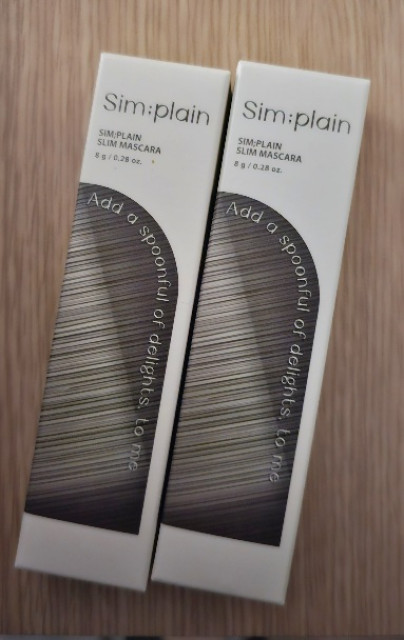 Sim;plain
SIM;PLAIN
SLIM MASCARA
8 g / 0.28 oz.
Add a spoonful of delights, to me
Sim;plain
SIM;PLAIN
SLIM MASCARA
8 g / 0.28 oz.
Add a spoonful of delights, to me